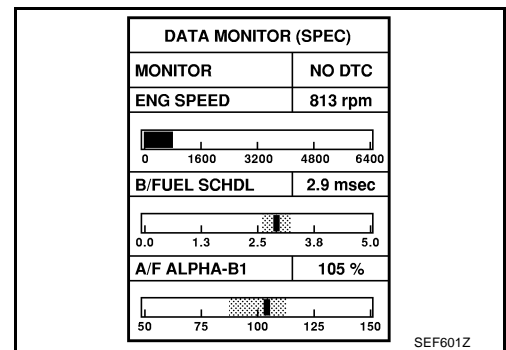 DATA MONITOR (SPEC)
MONITOR NO DTC
ENG SPEED 813 rpm
0 1600 3200 4800 6400
B/FUEL SCHDL 2.9 msec
0.0 1.3 2.5 3.8 5.0
A/F ALPHA-B1 105 %
50 75 100 125 150
SEF601Z